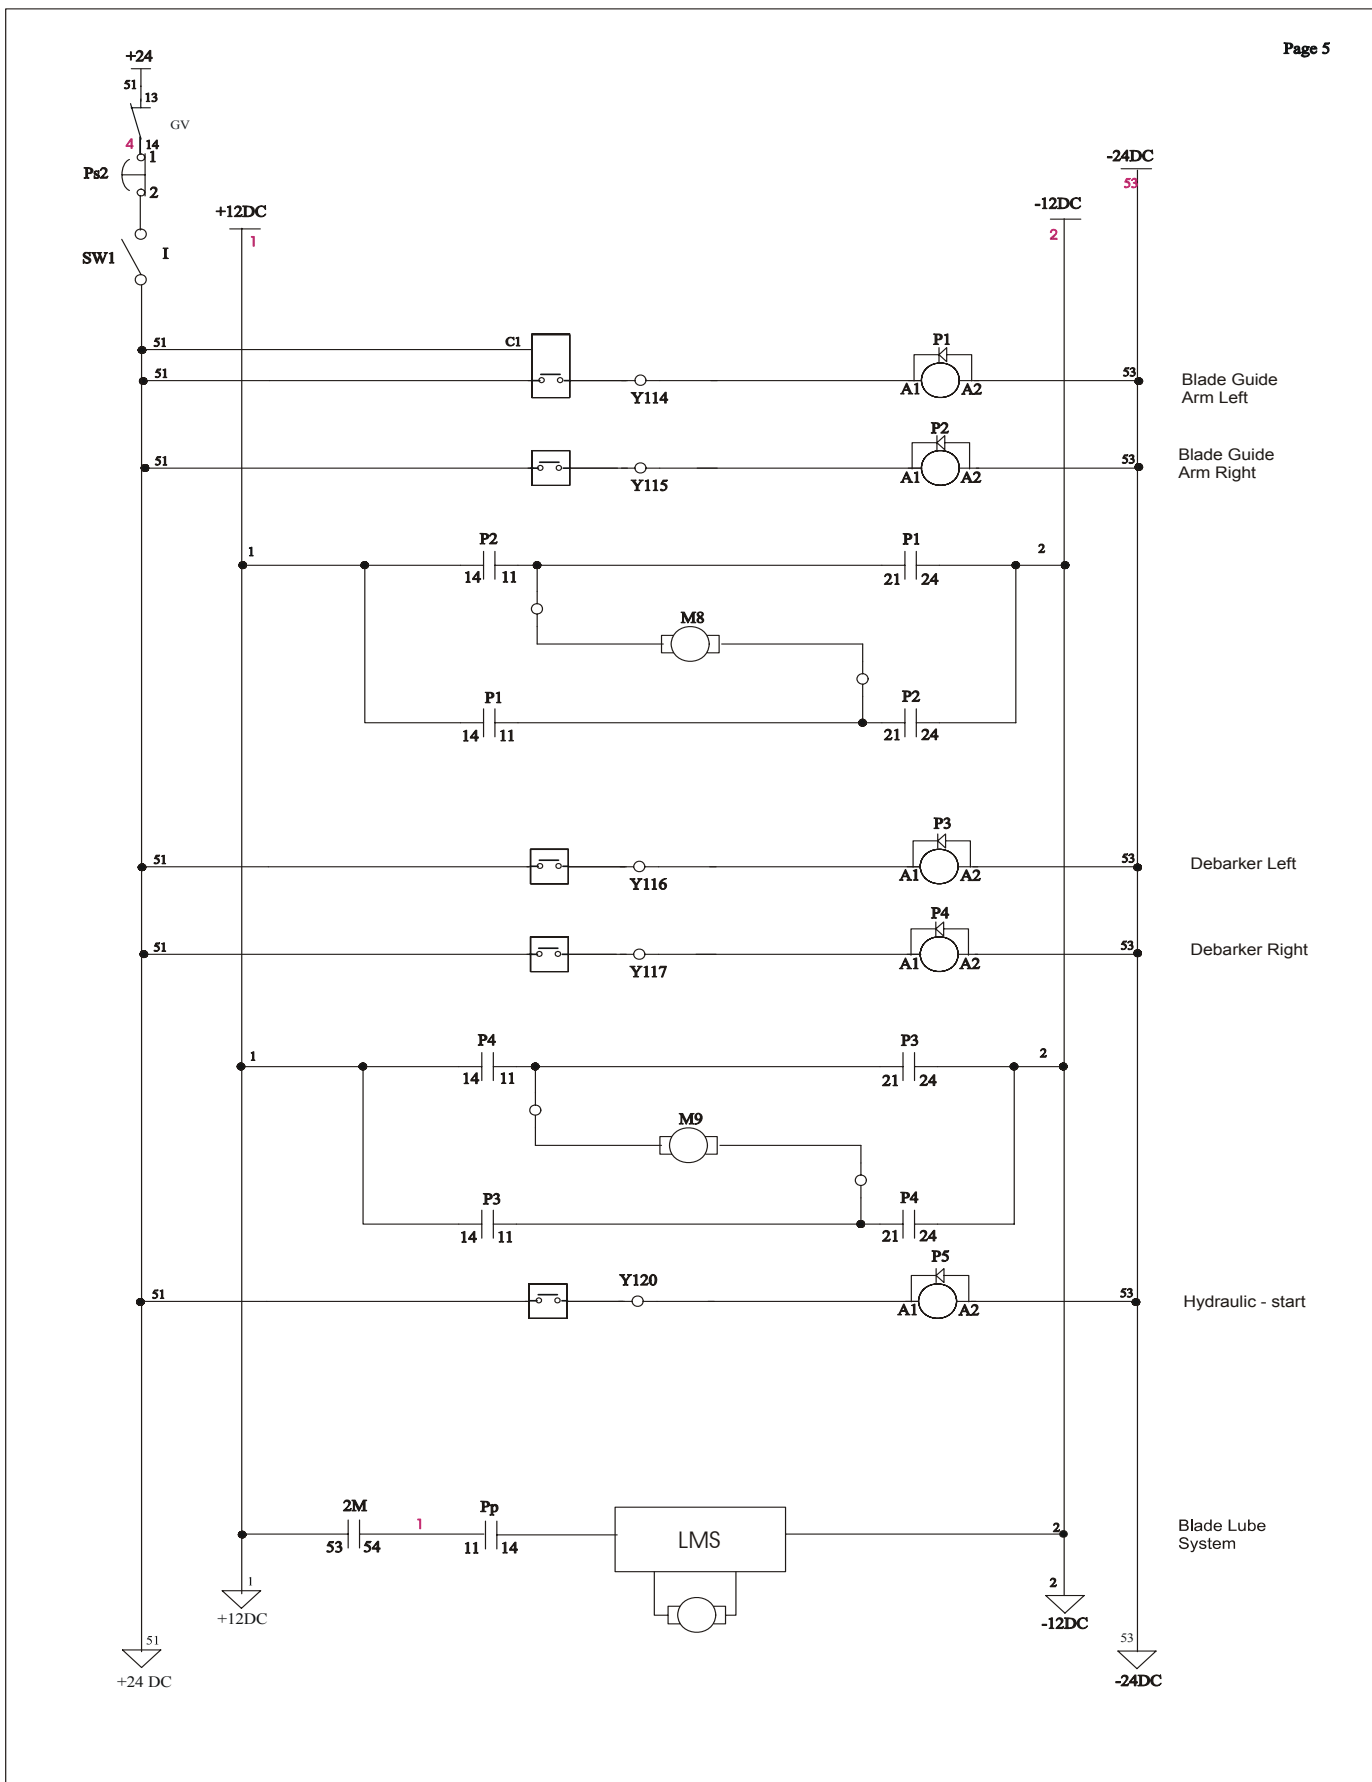 Page 5
+24
51
13
GV
4 14
1
Ps2
2
-24DC
53
+12DC
1
-12DC
2
SW1 I
51 C1
P1
51 Y114 A1 A2 53
Blade Guide
Arm Left
P2
51 Y115 A1 A2 53
Blade Guide
Arm Right
1 P2 P1 2
14 11 21 24
M8
P1 P2
14 11 21 24
P3
51 Y116 A1 A2 53
Debarker Left
P4
51 Y117 A1 A2 53
Debarker Right
1 P4 P3 2
14 11 21 24
M9
P3 P4
14 11 21 24
Y120 P5
51 A1 A2 53
Hydraulic - start
2M 1 Pp
53 54 11 14
LMS
2
Blade Lube
System
1
+12DC
2
-12DC
51
+24 DC
53
-24DC